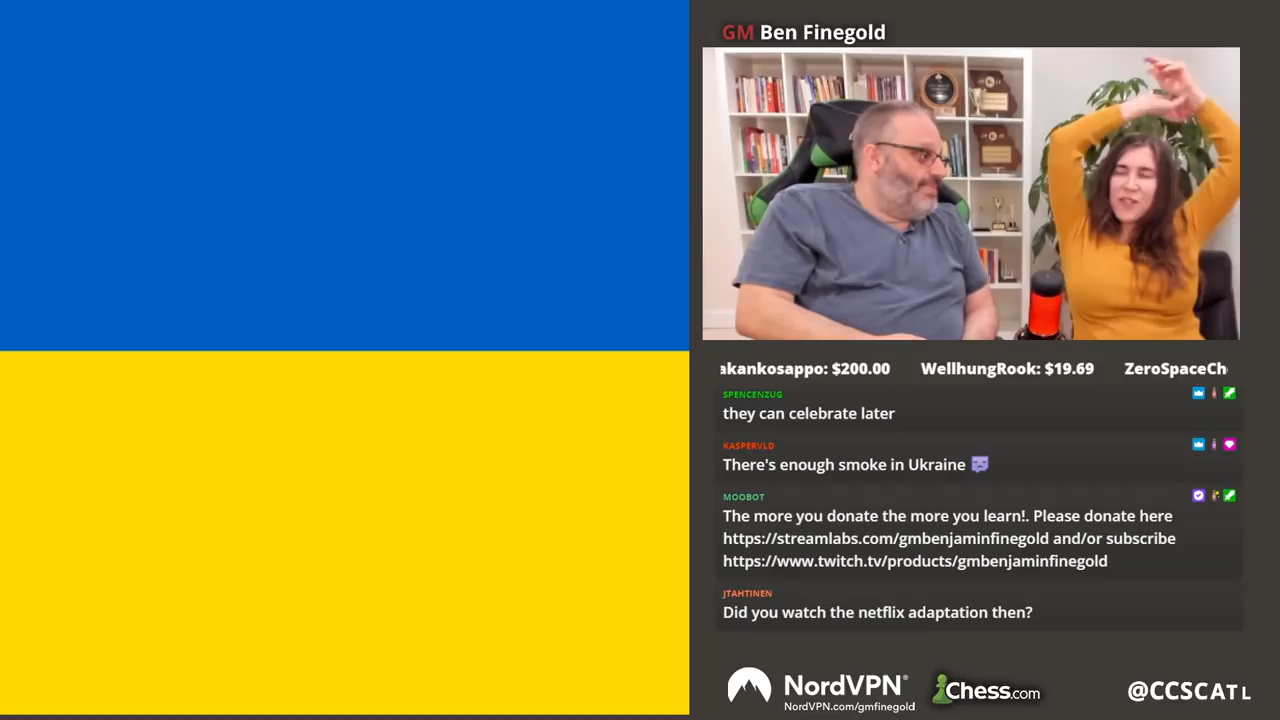 GM Ben Finegold
akankosappo: $200.00 WellhungRook: $19.69 ZeroSpaceCh
SPENCENZUG
they can celebrate later
KASPERVLD
There's enough smoke in Ukraine
MOOBOT
The more you donate the more you learn!. Please donate here
https://streamlabs.com/gmbenjaminfinegold and/or subscribe
https://www.twitch.tv/products/gmbenjaminfinegold
JTAHTINEN
Did you watch the netflix adaptation then?
NordVPN®
NordVPN.com/gmfinegold
iChess.com
@CCSCATL